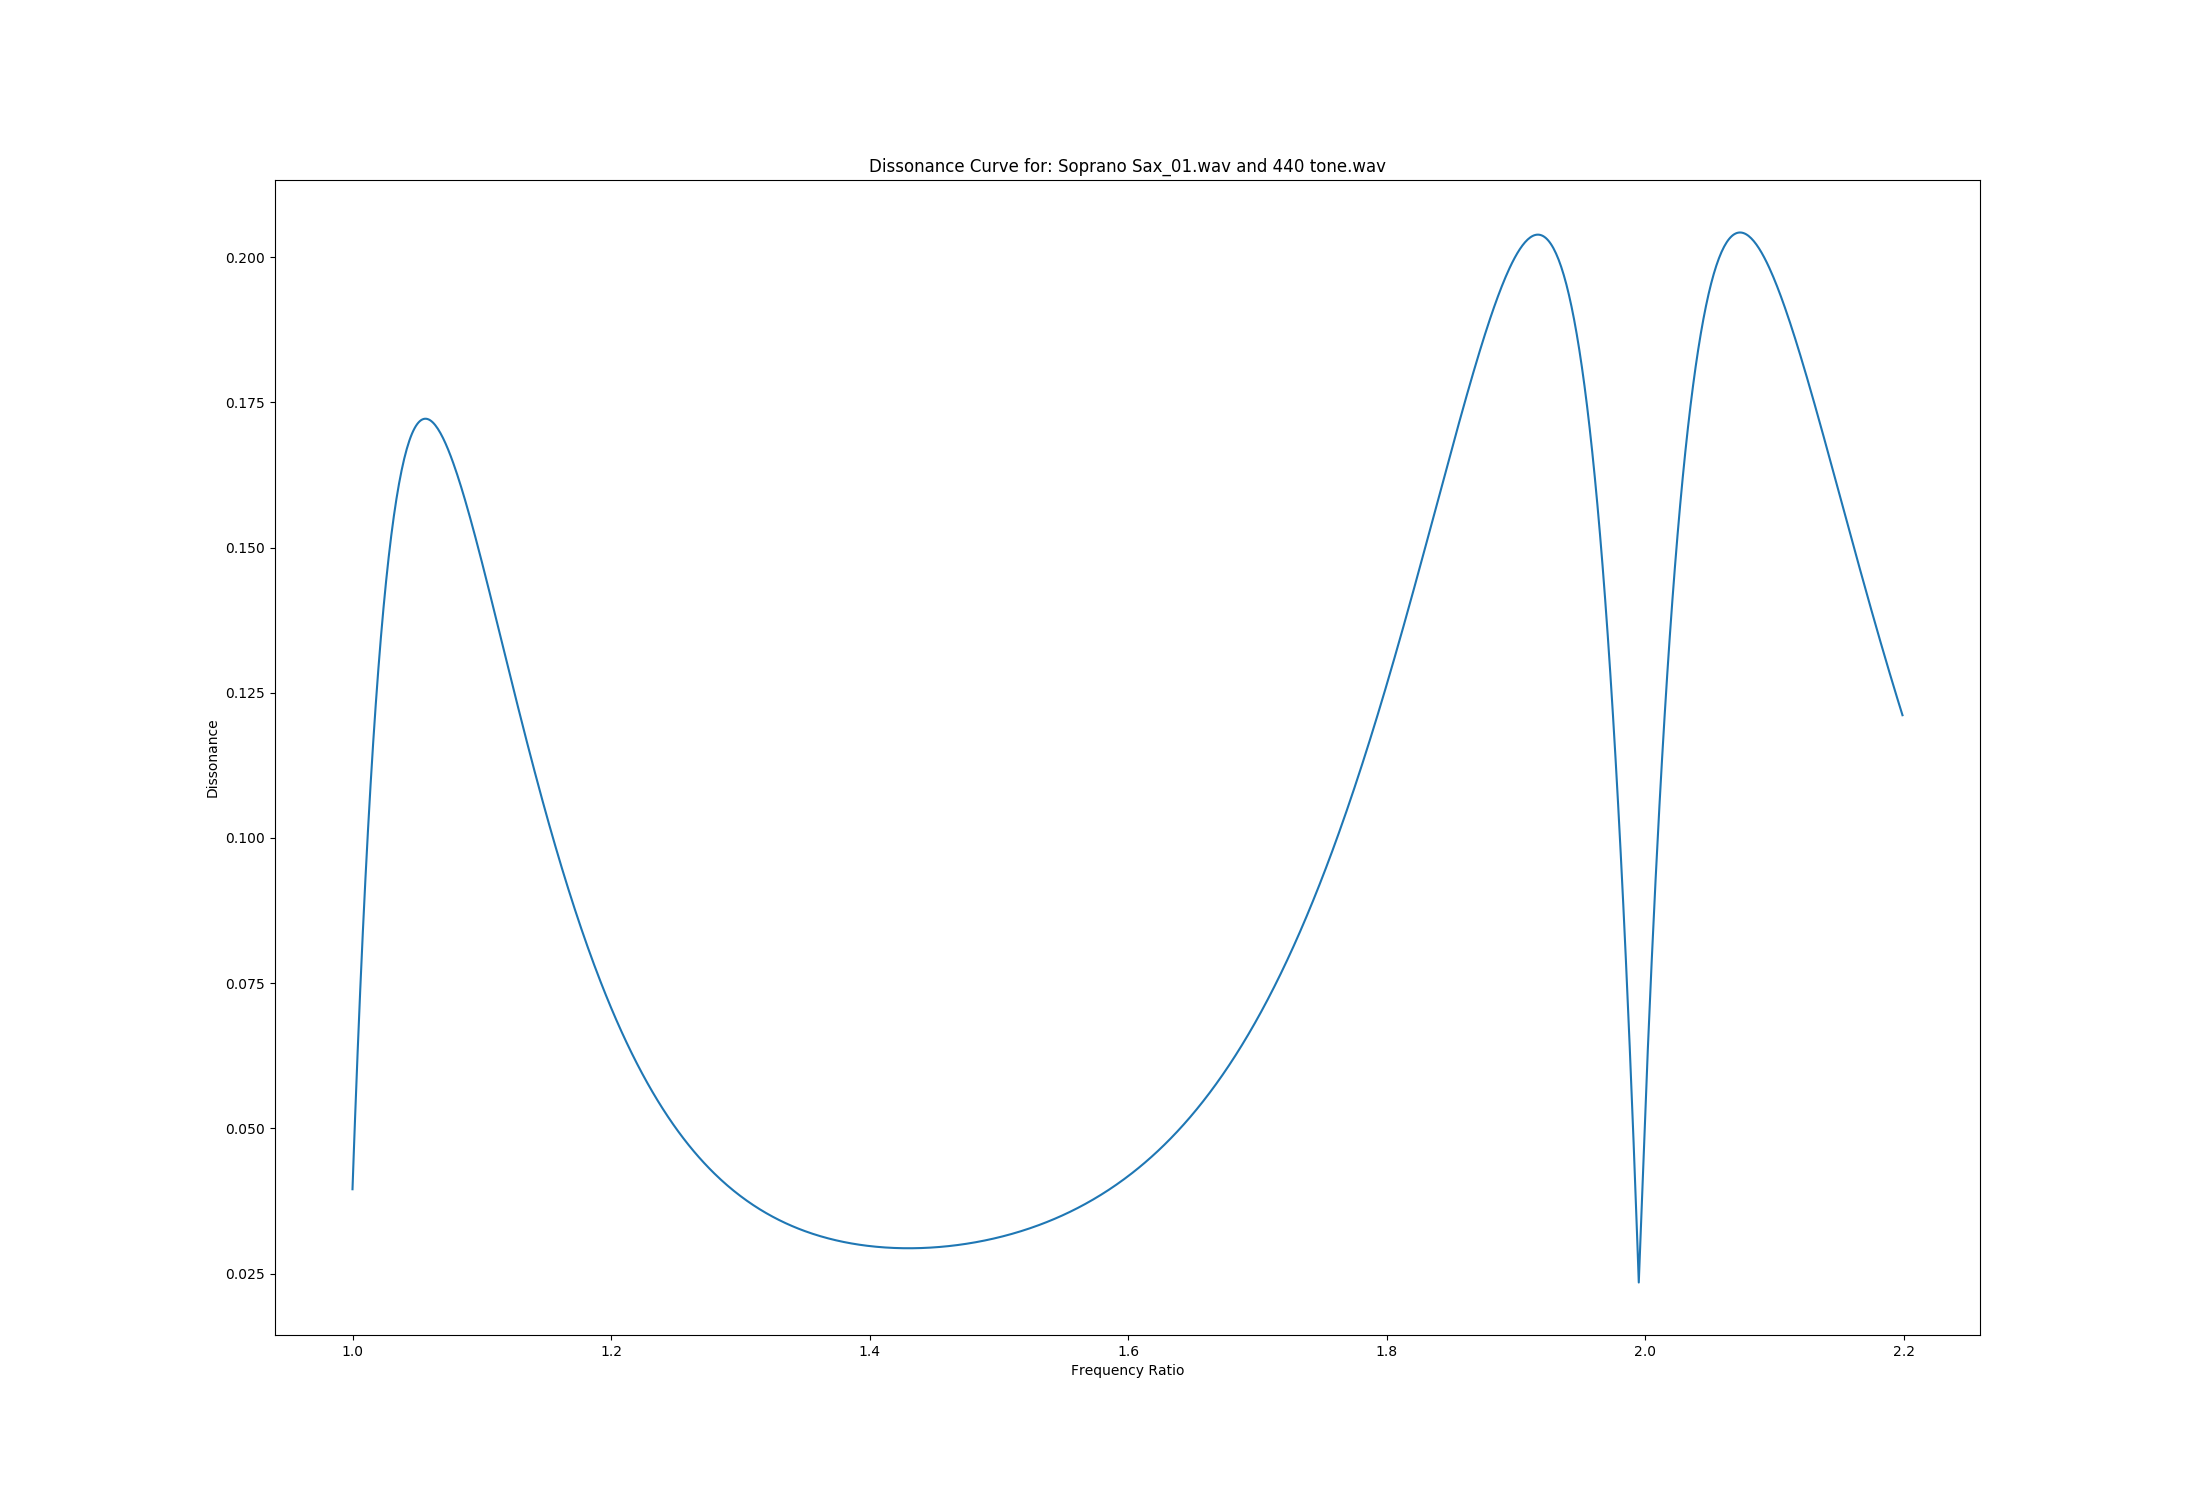 Dissonance Curve for: Soprano Sax_01.wav and 440 tone.wav
0.200
0.175
0.150
0.125
0.100
0.075
0.050
0.025
Dissonance
1.0 1.2 1.4 1.6 1.8 2.0 2.2
Frequency Ratio